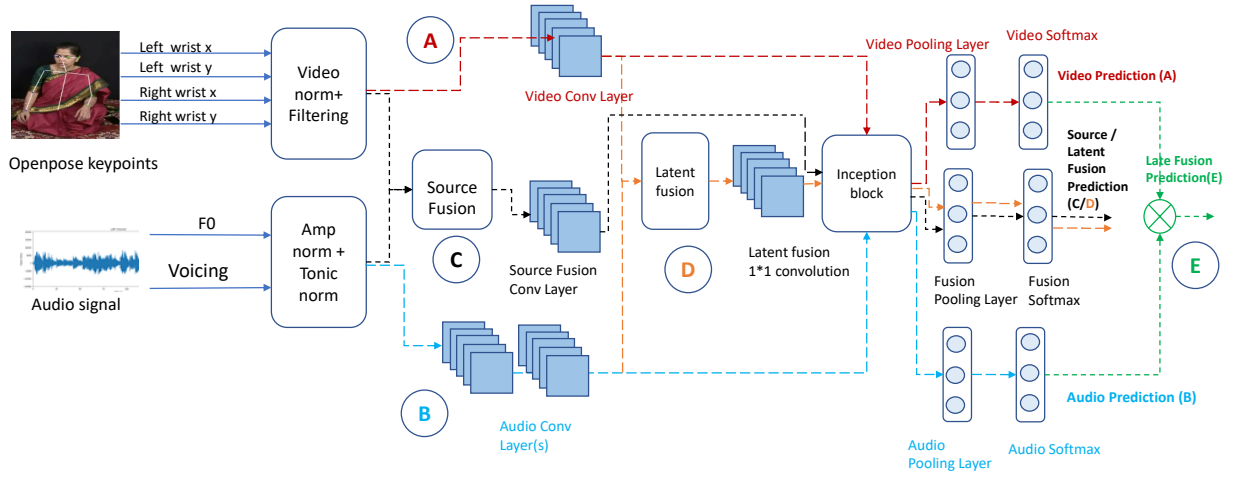 Left wrist x
Left wrist y
Right wrist x
Right wrist y
Openpose keypoints
Video
norm+
Filtering
A
Video Conv Layer
Video Pooling Layer
Video Softmax
Video Prediction (A)
F0
Voicing
Audio signal
Amp
norm +
Tonic
norm
Source
Fusion
C
Source Fusion
Conv Layer
Latent
fusion
D
Latent fusion
1*1 convolution
Inception
block
Source /
Latent
Fusion
Prediction
(C/D)
Late Fusion
Prediction(E)
E
Fusion
Pooling Layer
Fusion
Softmax
B
Audio Conv
Layer(s)
Audio Prediction (B)
Audio
Pooling Layer
Audio Softmax